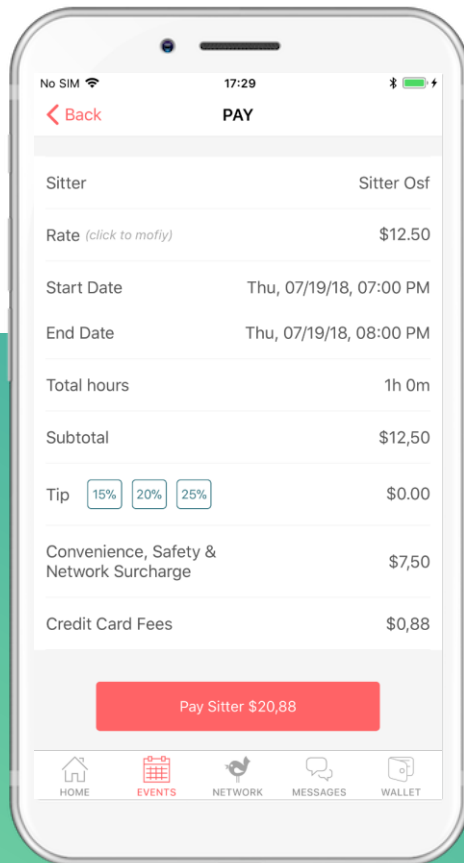 No SIM 17:29
Back PAY
Sitter Sitter Osf
Rate (click to mofiy) $12.50
Start Date Thu, 07/19/18, 07:00 PM
End Date Thu, 07/19/18, 08:00 PM
Total hours 1h 0m
Subtotal $12,50
Tip 15% 20% 25% $0.00
Convenience, Safety &
Network Surcharge $7,50
Credit Card Fees $0,88
Pay Sitter $20,88
HOME EVENTS NETWORK MESSAGES WALLET